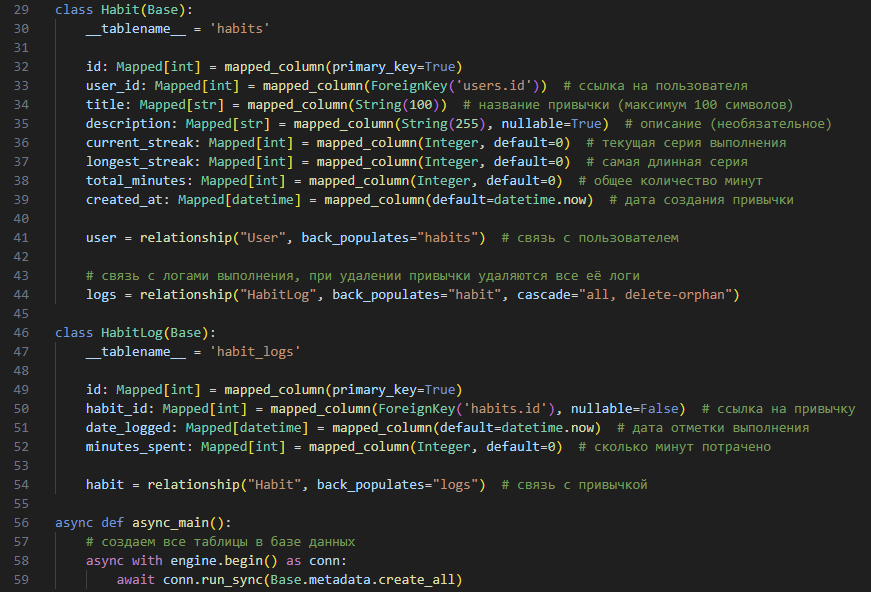 29 class Habit(Base):
30     __tablename__ = 'habits'
31
32     id: Mapped[int] = mapped_column(primary_key=True)
33     user_id: Mapped[int] = mapped_column(ForeignKey('users.id'))  # ссылка на пользователя
34     title: Mapped[str] = mapped_column(String(100))  # название привычки (максимум 100 символов)
35     description: Mapped[str] = mapped_column(String(255), nullable=True)  # описание (необязательное)
36     current_streak: Mapped[int] = mapped_column(Integer, default=0)  # текущая серия выполнения
37     longest_streak: Mapped[int] = mapped_column(Integer, default=0)  # самая длинная серия
38     total_minutes: Mapped[int] = mapped_column(Integer, default=0)  # общее количество минут
39     created_at: Mapped[datetime] = mapped_column(default=datetime.now)  # дата создания привычки
40
41     user = relationship("User", back_populates="habits")  # связь с пользователем
42
43     # связь с логами выполнения, при удалении привычки удаляются все её логи
44     logs = relationship("HabitLog", back_populates="habit", cascade="all, delete-orphan")
45
46 class HabitLog(Base):
47     __tablename__ = 'habit_logs'
48
49     id: Mapped[int] = mapped_column(primary_key=True)
50     habit_id: Mapped[int] = mapped_column(ForeignKey('habits.id'), nullable=False)  # ссылка на привычку
51     date_logged: Mapped[datetime] = mapped_column(default=datetime.now)  # дата отметки выполнения
52     minutes_spent: Mapped[int] = mapped_column(Integer, default=0)  # сколько минут потрачено
53
54     habit = relationship("Habit", back_populates="logs")  # связь с привычкой
55
56 async def async_main():
57     # создаем все таблицы в базе данных
58     async with engine.begin() as conn:
59         await conn.run_sync(Base.metadata.create_all)